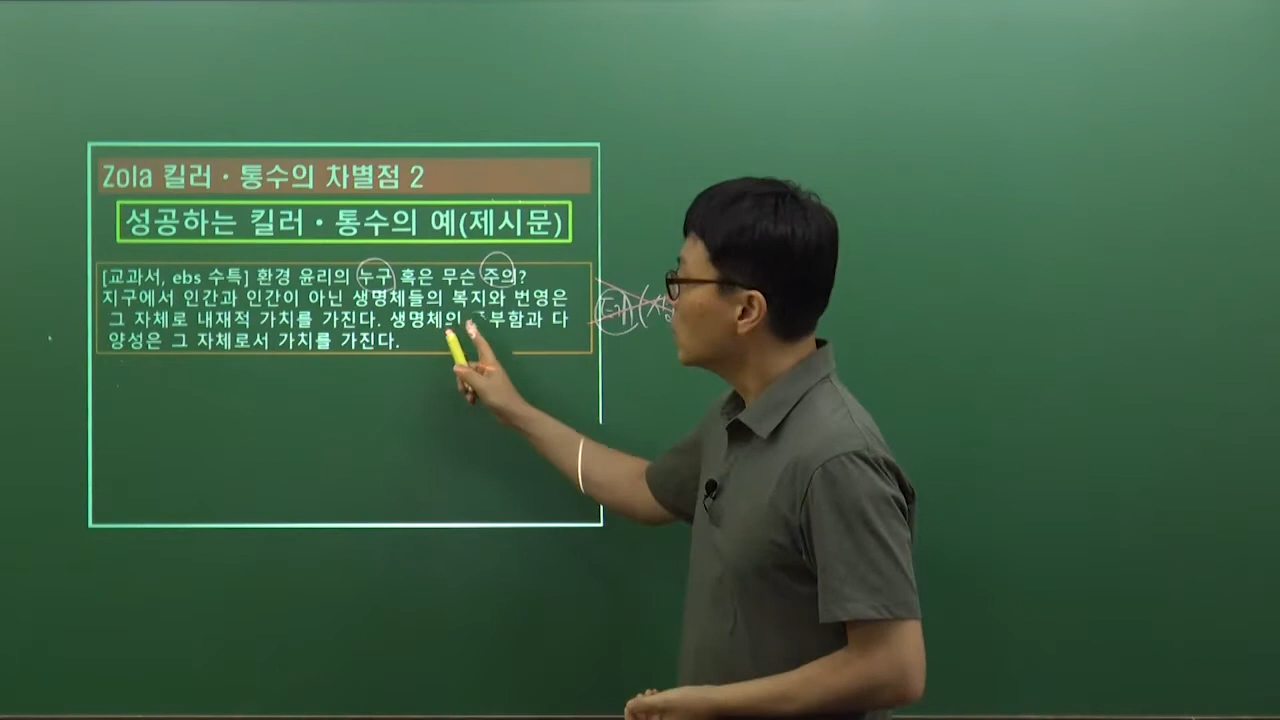 Zola 킬러·통수의 차별점 2
성공하는 킬러·통수의 예(제시문)
[교과서, ebs 수특] 환경 윤리의 누구 혹은 무슨 주의?
지구에서 인간과 인간이 아닌 생명체들의 복지와 번영은
그 자체로 내재적 가치를 가진다. 생명체의 풍부함과 다
양성은 그 자체로서 가치를 가진다.